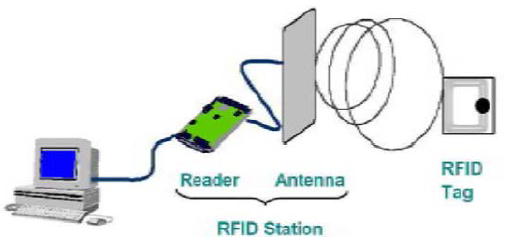 Reader Antenna
RFID Station
RFID
Tag